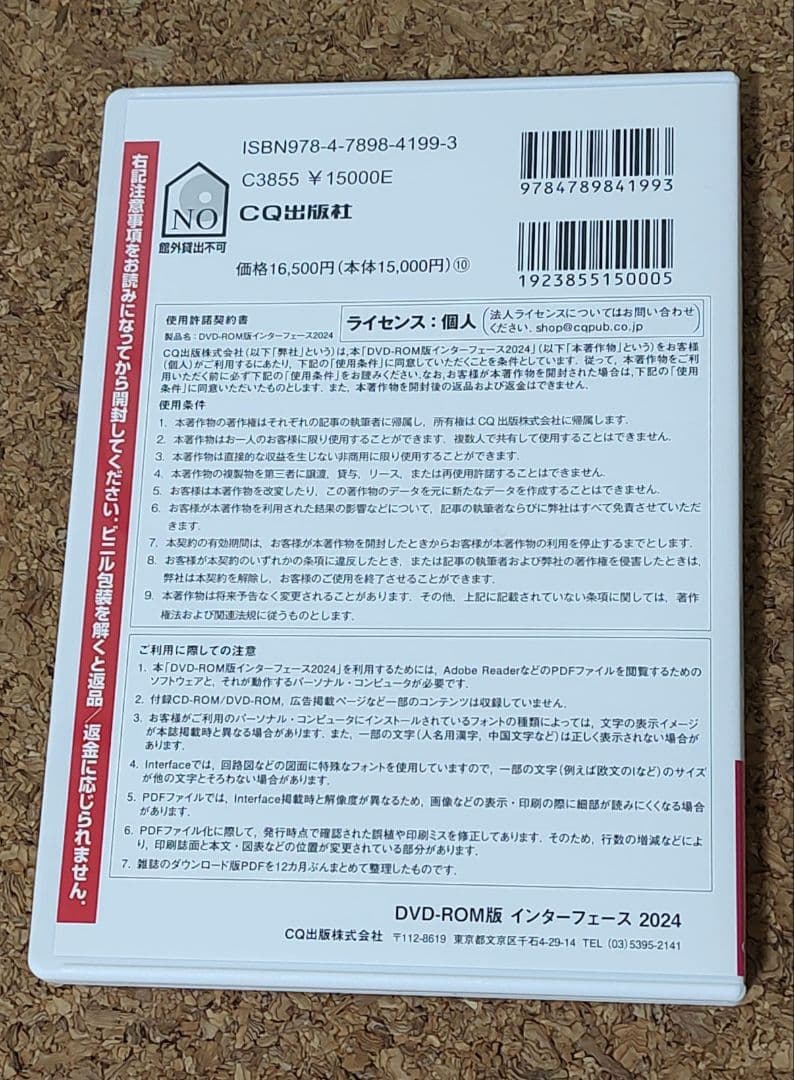 右記注意事項をお読みになってから開封してください.ビニル包装を解くと返品／返金に応じられません.
NO
館外貸出不可
ISBN978-4-7898-4199-3
C3855 ¥15000E
CQ出版社
価格16,500円(本体15,000円)⑩
9784789841993
1923855150005
使用許諾契約書
製品名：DVD-ROM版インターフェース2024
ライセンス：個人
法人ライセンスについてはお問い合わせ
ください. shop@cqpub.co.jp
CQ出版株式会社(以下「弊社」という)は,本「DVD-ROM版インターフェース2024」(以下「本著作物」という)をお客様
(個人)がご利用するにあたり, 下記の「使用条件」に同意していただくことを条件としています. 従って, 本著作物をご利
用いただく前に必ず下記の「使用条件」をお読みください.なお,お客様が本著作物を開封された場合は,下記の「使用
条件」に同意いただいたものとします. また, 本著作物を開封後の返品および返金はできません.
使用条件
1. 本著作物の著作権はそれぞれの記事の執筆者に帰属し, 所有権は CQ 出版株式会社に帰属します.
2. 本著作物はお一人のお客様に限り使用することができます. 複数人で共有して使用することはできません.
3. 本著作物は直接的な収益を生じない非商用に限り使用することができます.
4. 本著作物の複製物を第三者に譲渡, 貸与, リース, または再使用許諾することはできません.
5. お客様は本著作物を改変したり, この著作物のデータを元に新たなデータを作成することはできません.
6. お客様が本著作物を利用された結果の影響などについて, 記事の執筆者ならびに弊社はすべて免責させていただ
きます.
7. 本契約の有効期間は, お客様が本著作物を開封したときからお客様が本著作物の利用を停止するまでとします.
8. お客様が本契約のいずれかの条項に違反したとき, または記事の執筆者および弊社の著作権を侵害したときは,
弊社は本契約を解除し, お客様のご使用を終了させることができます.
9. 本著作物は将来予告なく変更されることがあります. その他, 上記に記載されていない条項に関しては, 著作
権法および関連法規に従うものとします.
ご利用に際しての注意
1. 本「DVD-ROM版インターフェース2024」を利用するためには, Adobe ReaderなどのPDFファイルを閲覧するための
ソフトウェアと, それが動作するパーソナル・コンピュータが必要です.
2. 付録CD-ROM/DVD-ROM, 広告掲載ページなど一部のコンテンツは収録していません.
3. お客様がご利用のパーソナル・コンピュータにインストールされているフォントの種類によっては, 文字の表示イメージ
が本誌掲載時と異なる場合があります. また, 一部の文字(人名用漢字, 中国文字など)は正しく表示されない場合が
あります.
4. Interfaceでは, 回路図などの図面に特殊なフォントを使用していますので, 一部の文字(例えば欧文のIなど)のサイズ
が他の文字とそろわない場合があります.
5. PDFファイルでは, Interface掲載時と解像度が異なるため, 画像などの表示・印刷の際に細部が読みにくくなる場合
があります.
6. PDFファイル化に際して, 発行時点で確認された誤植や印刷ミスを修正してあります. そのため, 行数の増減などによ
り, 印刷誌面と本文・図表などの位置が変更されている部分があります.
7. 雑誌のダウンロード版PDFを12カ月ぶんまとめて整理したものです.
DVD-ROM版 インターフェース 2024
CQ出版株式会社 〒112-8619 東京都文京区千石4-29-14 TEL (03) 5395-2141